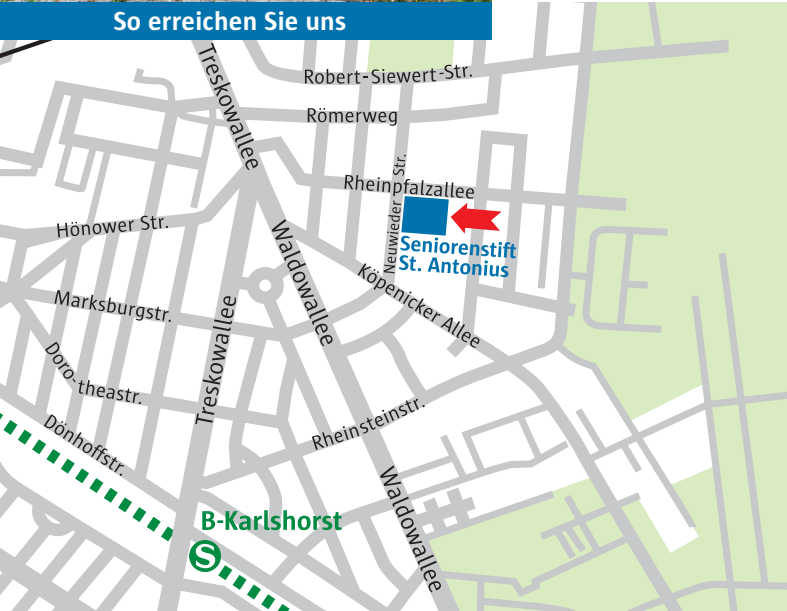 So erreichen Sie uns
Robert-Siewert-Str.
Treskowallee
Römerweg
Neuwieder Str.
Rheinpfalzallee
Hönower Str.
Seniorenstift
St. Antonius
Waldowallee
Köpenicker Allee
Marksburgstr.
Treskowallee
Doro-
theastr.
Rheinsteinstr.
Dönhoffstr.
Waldowallee
B-Karlshorst
S